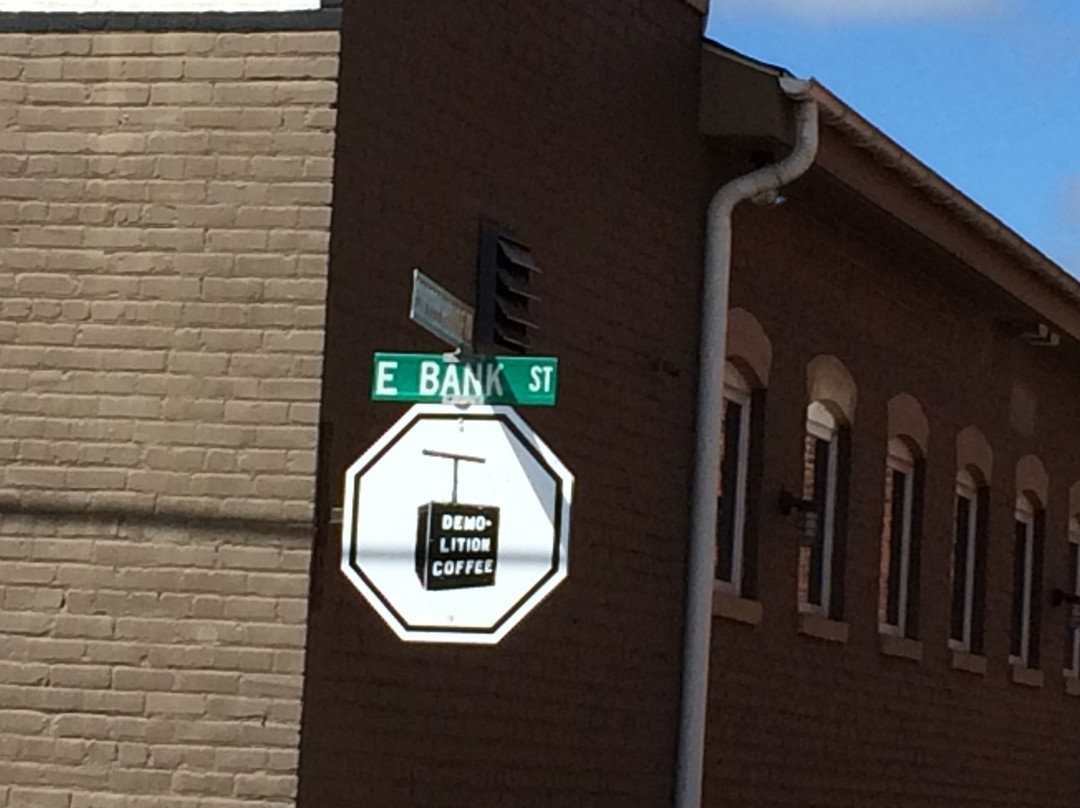 E BANK ST
DEMO-
LITION
COFFEE